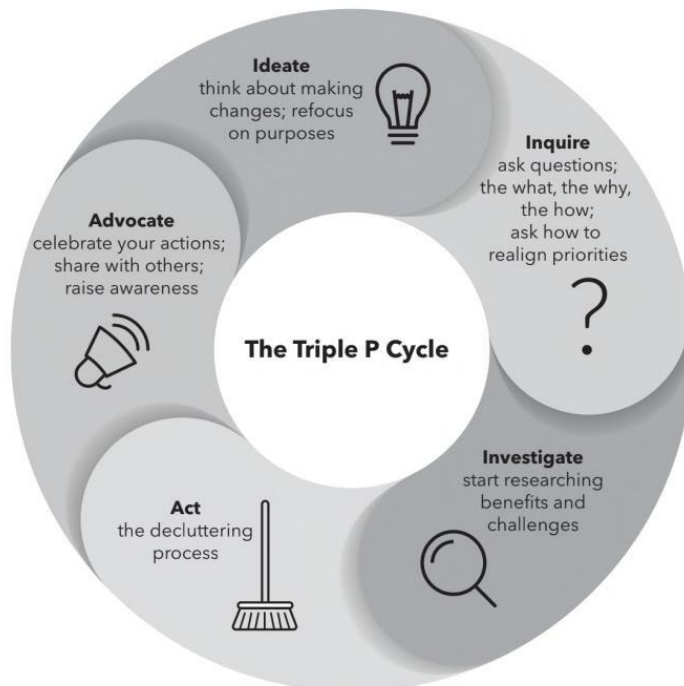 Ideate
think about making
changes; refocus
on purposes
Inquire
ask questions;
the what, the why,
the how;
ask how to
realign priorities
Investigate
start researching
benefits and
challenges
Act
the decluttering
process
Advocate
celebrate your actions;
share with others;
raise awareness
The Triple P Cycle